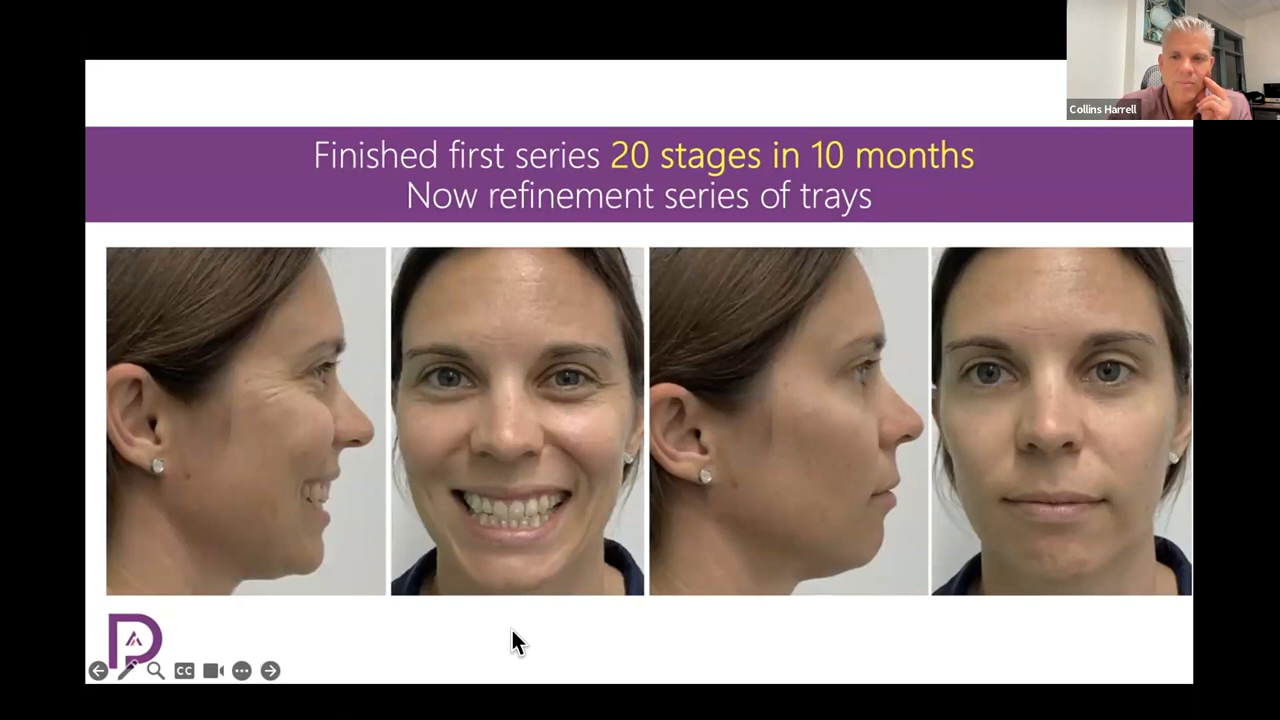 Collins Harrell
Finished first series 20 stages in 10 months
Now refinement series of trays
CC